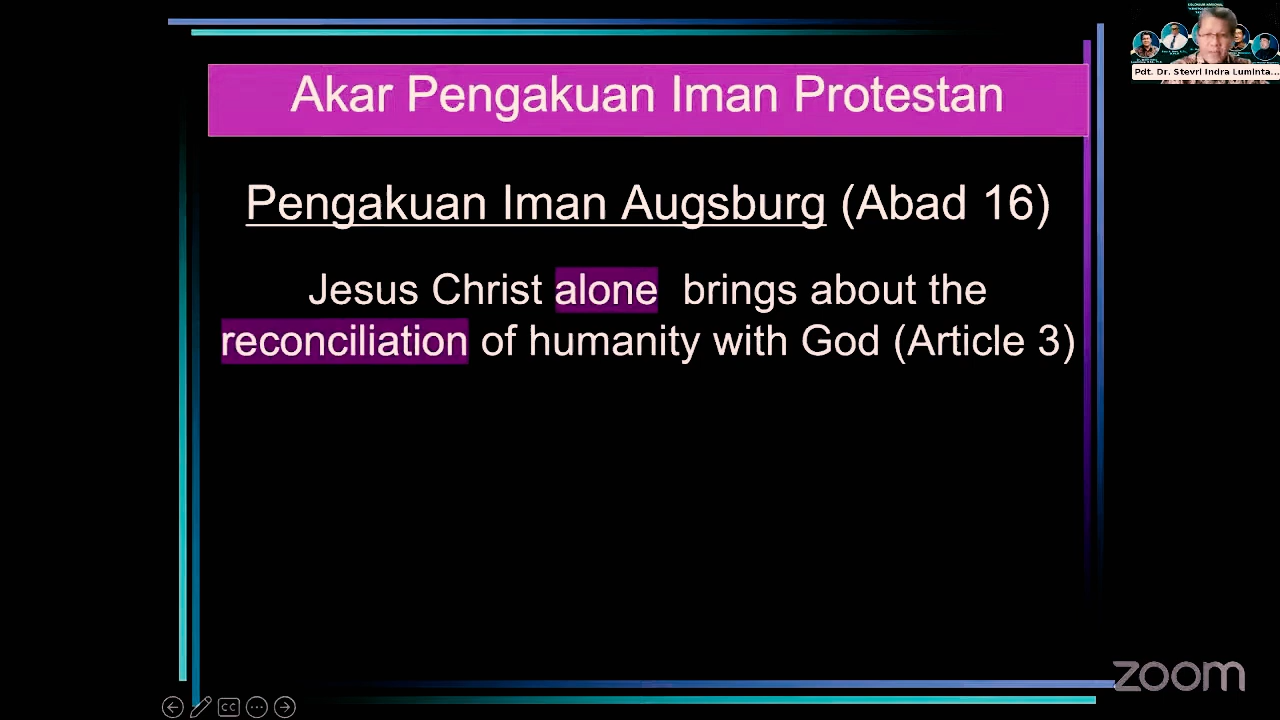 Akar Pengakuan Iman Protestan
Pdt. Dr. Stevri Indra Luminta...
Pengakuan Iman Augsburg (Abad 16)
Jesus Christ alone brings about the
reconciliation of humanity with God (Article 3)
zoom
CC